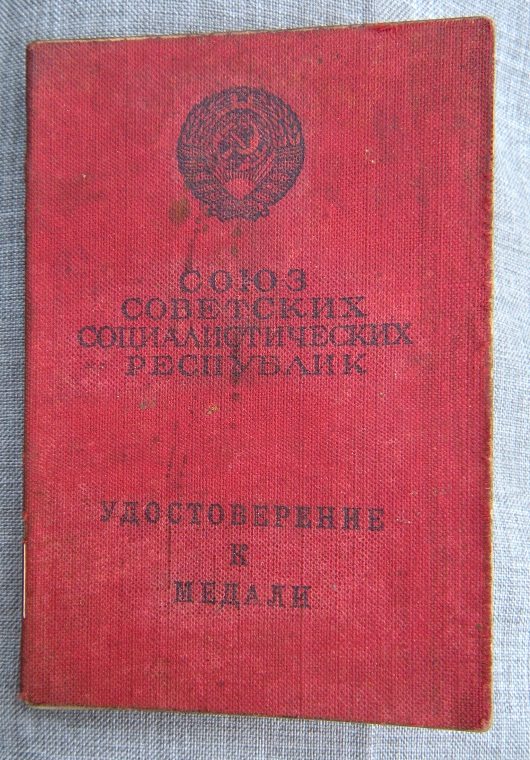 СОЮЗ
СОВЕТСКИХ
СОЦИАЛИСТИЧЕСКИХ
РЕСПУБЛИК
УДОСТОВЕРЕНИЕ
К
МЕДАЛИ